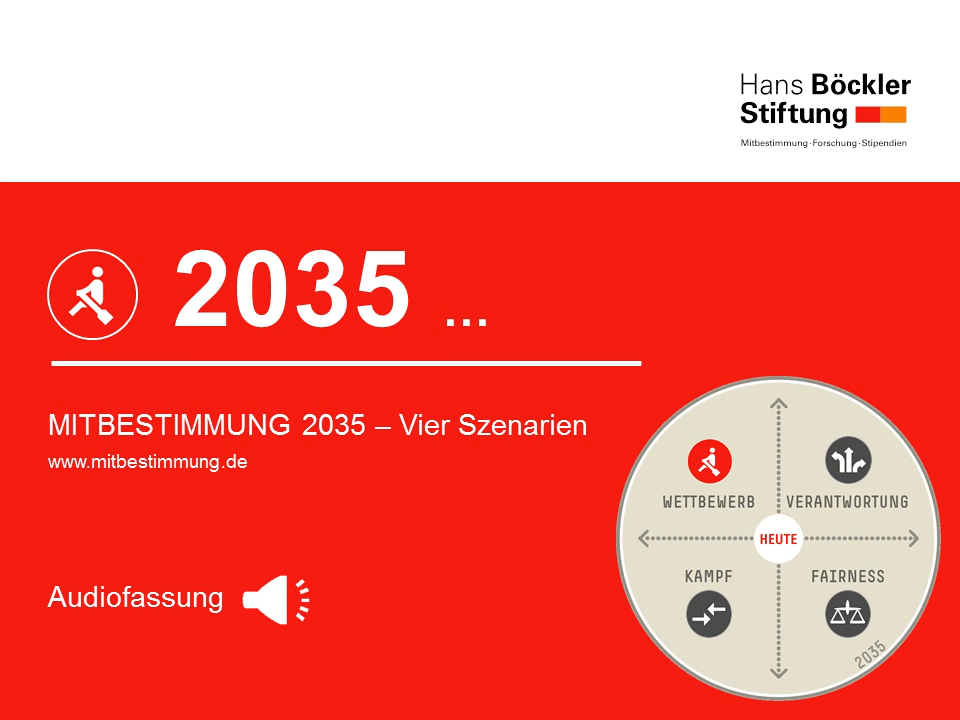 Hans Böckler
Stiftung
Mitbestimmung · Forschung · Stipendien
2035 ...
MITBESTIMMUNG 2035 – Vier Szenarien
www.mitbestimmung.de
WETTBEWERB
VERANTWORTUNG
HEUTE
KAMPF
FAIRNESS
2035
Audiofassung